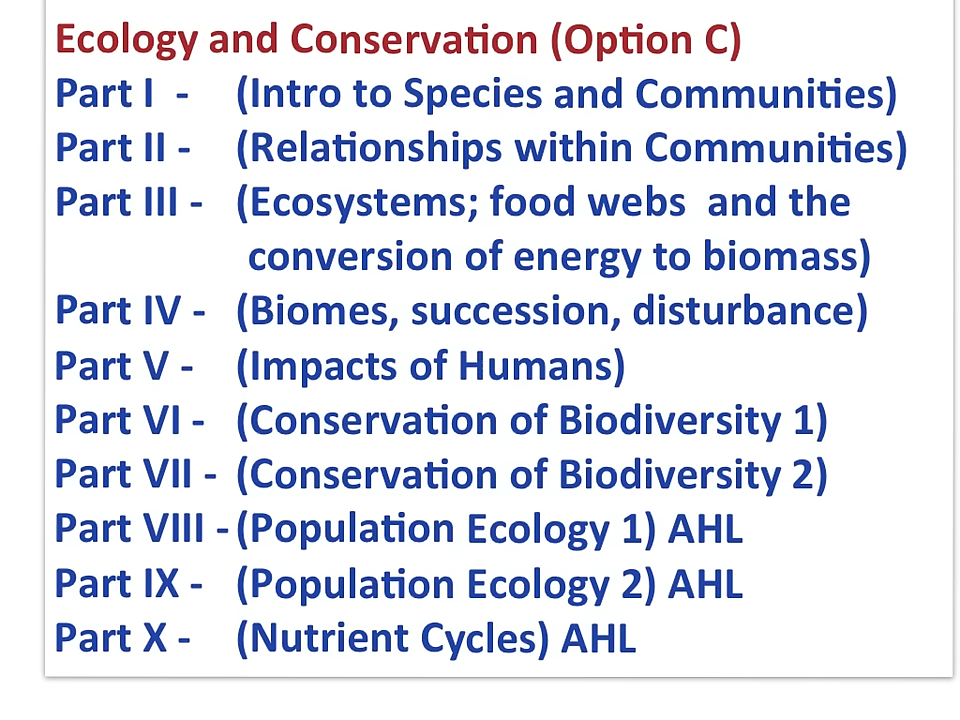 Ecology and Conservation (Option C)
Part I - (Intro to Species and Communities)
Part II - (Relationships within Communities)
Part III - (Ecosystems; food webs and the
conversion of energy to biomass)
Part IV - (Biomes, succession, disturbance)
Part V - (Impacts of Humans)
Part VI - (Conservation of Biodiversity 1)
Part VII - (Conservation of Biodiversity 2)
Part VIII - (Population Ecology 1) AHL
Part IX - (Population Ecology 2) AHL
Part X - (Nutrient Cycles) AHL